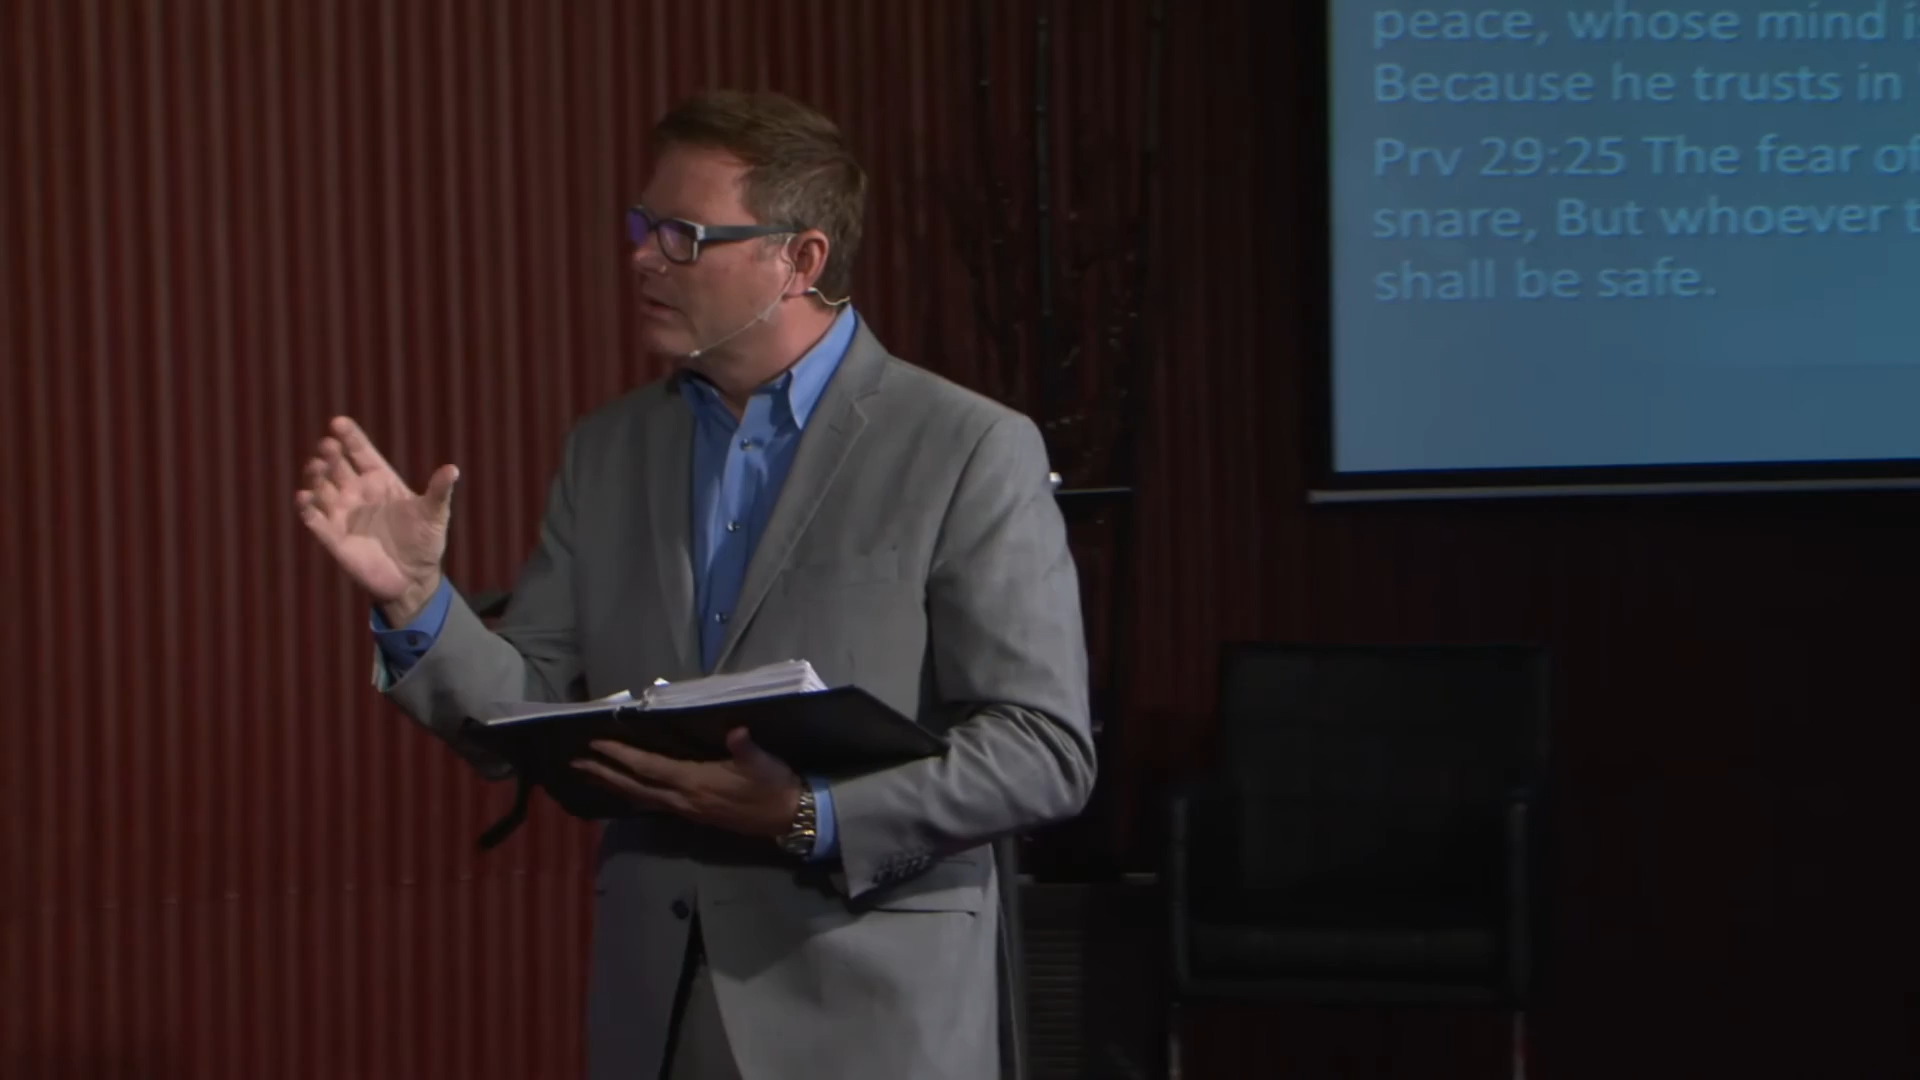 peace, whose mind
Because he trusts in
Prv 29:25 The fear of
snare, But whoever
shall be safe.